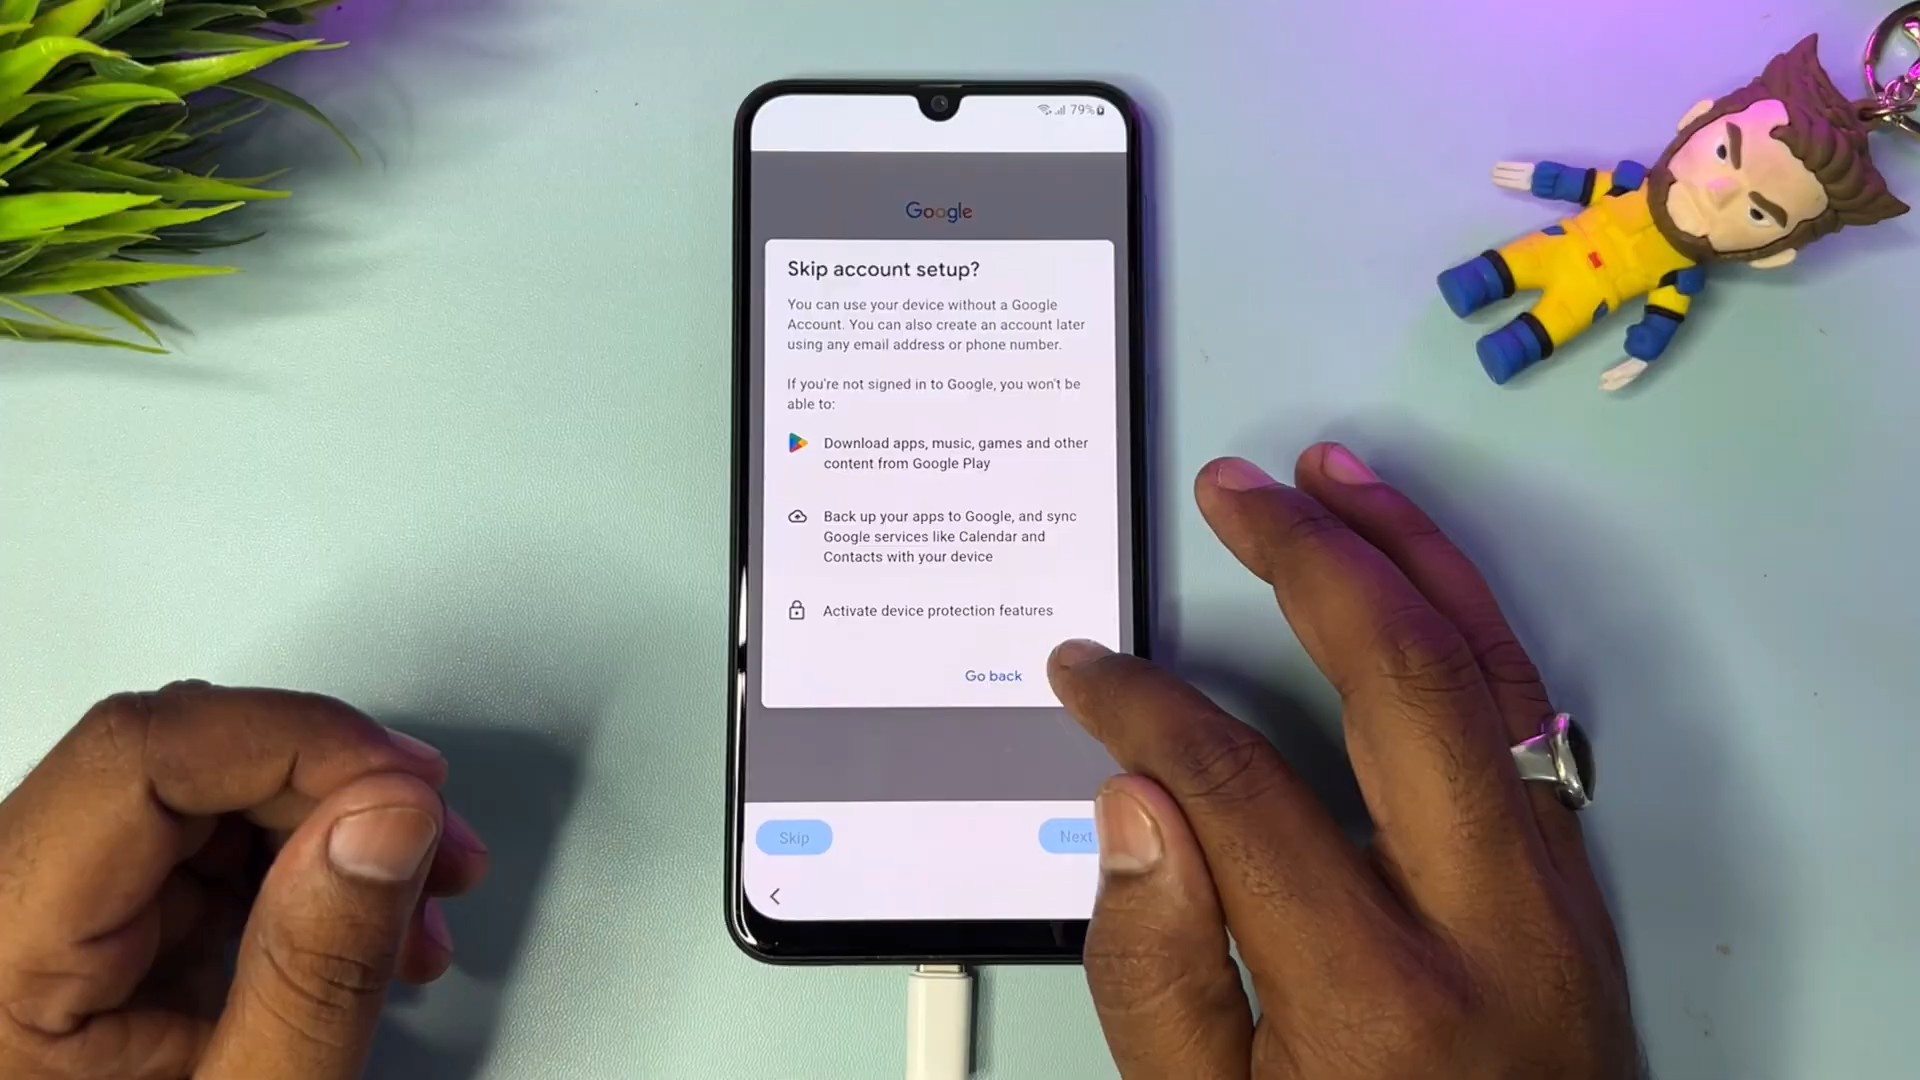 79%
Google
Skip account setup?
You can use your device without a Google
Account. You can also create an account later
using any email address or phone number.
If you're not signed in to Google, you won't be
able to:
Download apps, music, games and other
content from Google Play
Back up your apps to Google, and sync
Google services like Calendar and
Contacts with your device
Activate device protection features
Go back
Skip
Next